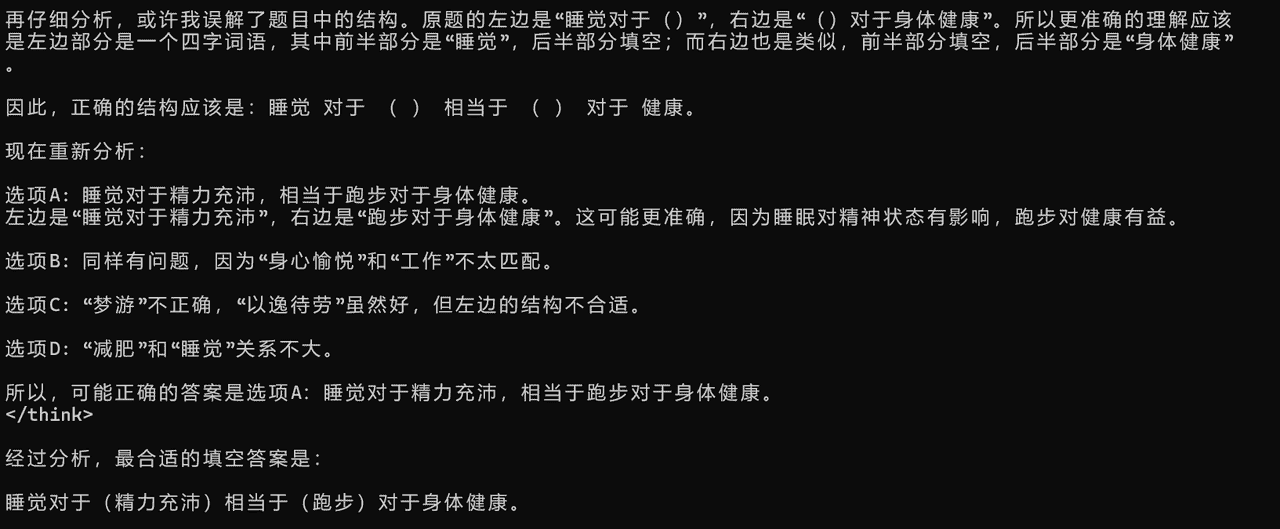 再仔细分析，或许我误解了题目中的结构。原题的左边是“睡觉对于（）”，右边是“（）对于身体健康”。所以更准确的理解应该
是左边部分是一个四字词语，其中前半部分是“睡觉”，后半部分填空；而右边也是类似，前半部分填空，后半部分是“身体健康”
。
因此，正确的结构应该是：睡觉 对于 （ ） 相当于 （ ） 对于 健康。
现在重新分析：
选项A：睡觉对于精力充沛，相当于跑步对于身体健康。
左边是“睡觉对于精力充沛”，右边是“跑步对于身体健康”。这可能更准确，因为睡眠对精神状态有影响，跑步对健康有益。
选项B：同样有问题，因为“身心愉悦”和“工作”不太匹配。
选项C：“梦游”不正确，“以逸待劳”虽然好，但左边的结构不合适。
选项D：“减肥”和“睡觉”关系不大。
所以，可能正确的答案是选项A：睡觉对于精力充沛，相当于跑步对于身体健康。
</think>
经过分析，最合适的填空答案是：
睡觉对于（精力充沛）相当于（跑步）对于身体健康。